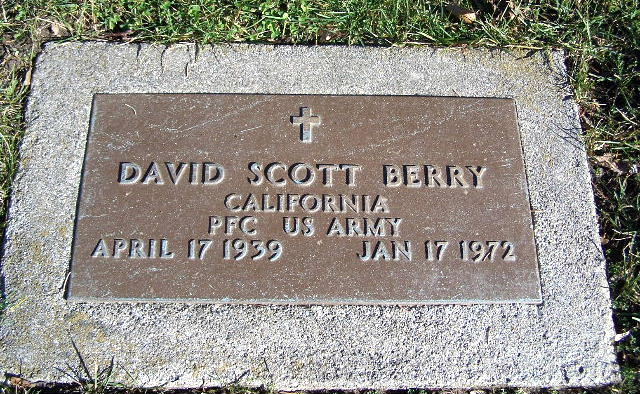 DAVID SCOTT BERRY
CALIFORNIA
PFC US ARMY
APRIL 17 1939 JAN 17 1972